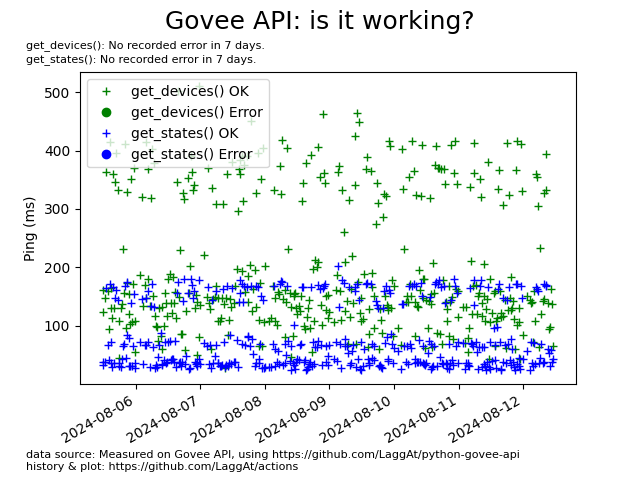 Govee API: is it working?
get_devices(): No recorded error in 7 days.
get_states(): No recorded error in 7 days.
get_devices() OK
get_devices() Error
get_states() OK
get_states() Error
500
400
300
200
100
Ping (ms)
2024-08-06
2024-08-07
2024-08-08
2024-08-09
2024-08-10
2024-08-11
2024-08-12
data source: Measured on Govee API, using https://github.com/LaggAt/python-govee-api
history & plot: https://github.com/LaggAt/actions